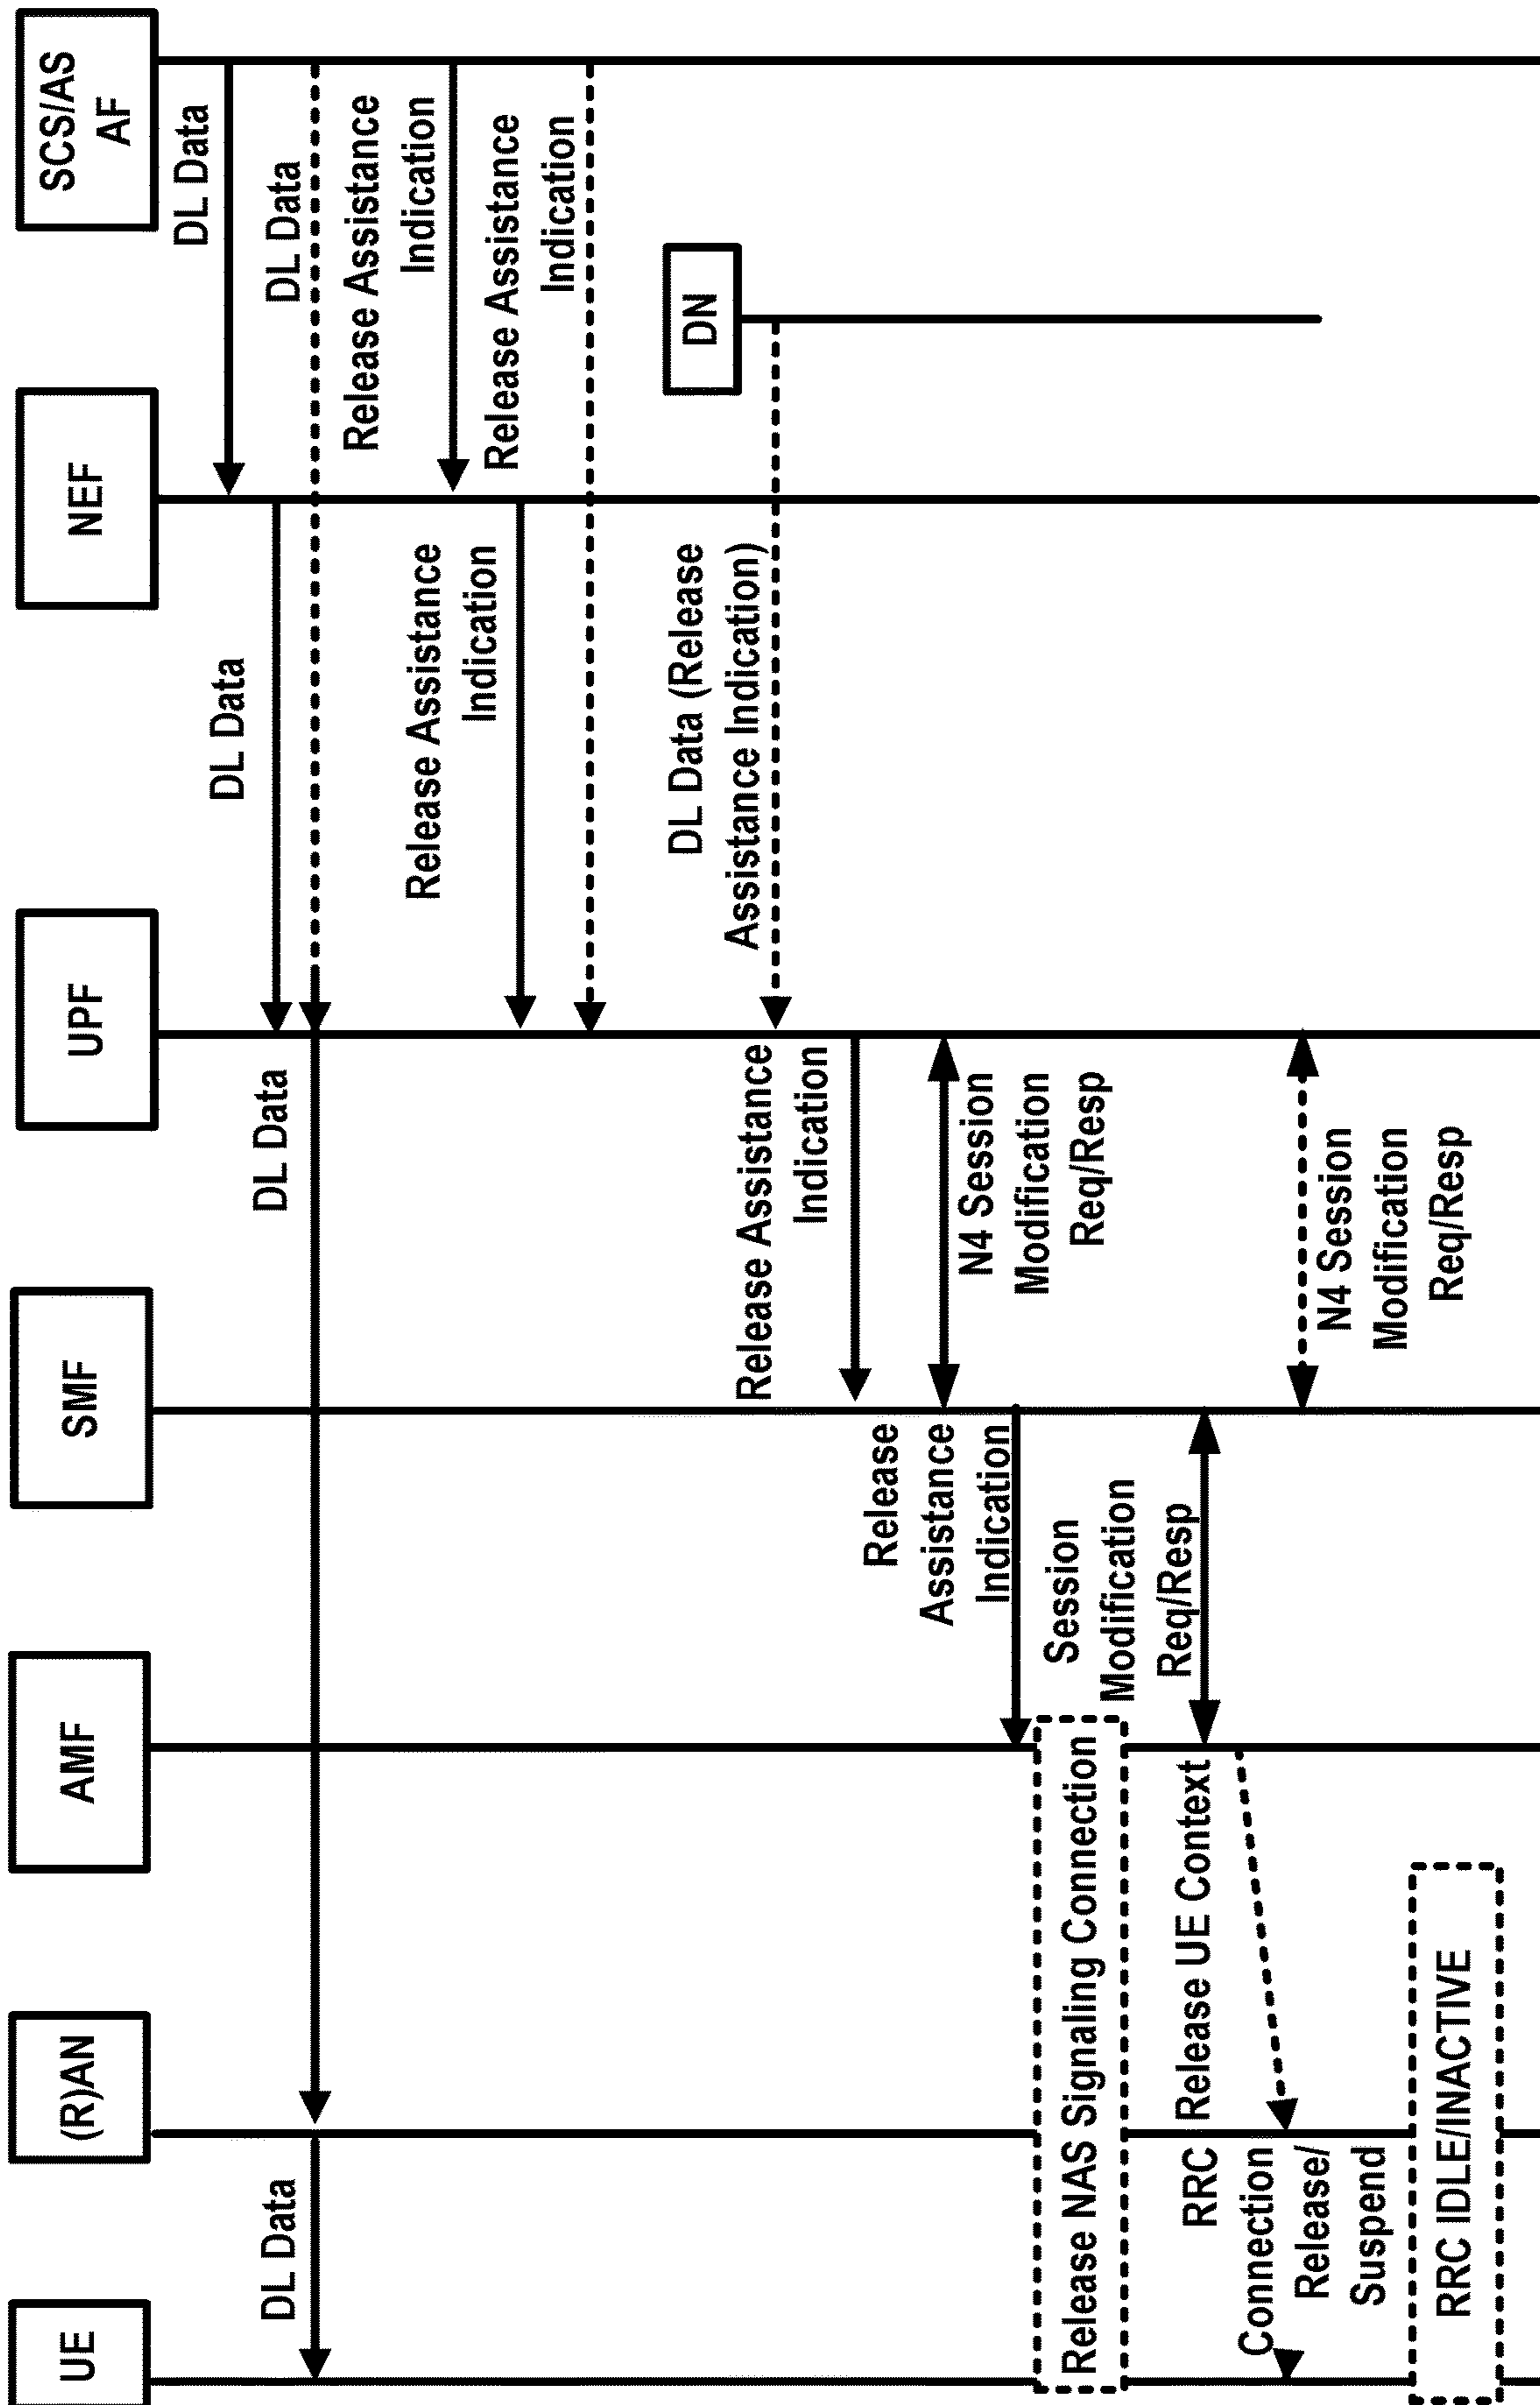 UE
(R)AN
AMF
SMF
UPF
NEF
SCS/AS
AF
DL Data
DL Data
DL Data
DL Data
DL Data
Release Assistance
Indication
Release Assistance
Indication
Release Assistance
Indication
DN
DL Data (Release
Assistance Indication)
Release Assistance
Indication
Release
Assistance
Indication
N4 Session
Modification
Req/Resp
Release NAS Signaling Connection
Session
Modification
Req/Resp
Release UE Context
RRC
Connection
Release/
Suspend
N4 Session
Modification
Req/Resp
RRC IDLE/INACTIVE